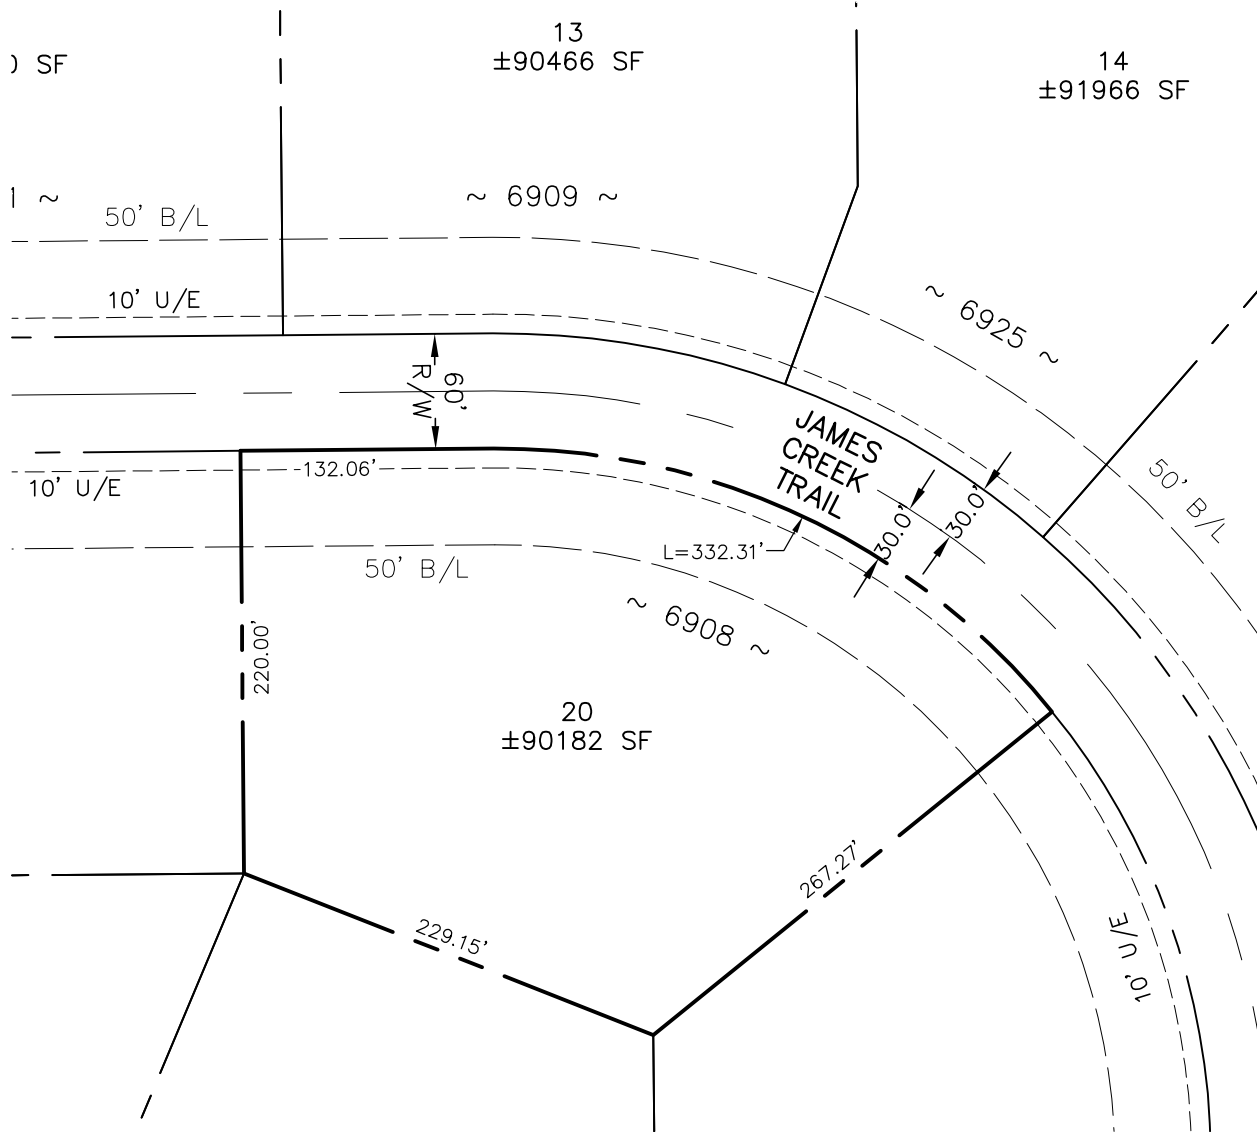 13
±90466 SF
14
±91966 SF
SF
~ 6909 ~
50' B/L
10' U/E
~ 6925 ~
60'
R/W
JAMES
CREEK
TRAIL
50' B/L
132.06'
10' U/E
30.0'
30.0'
L=332.31'
50' B/L
~ 6908 ~
220.00'
20
±90182 SF
267.27'
229.15'
10' U/E